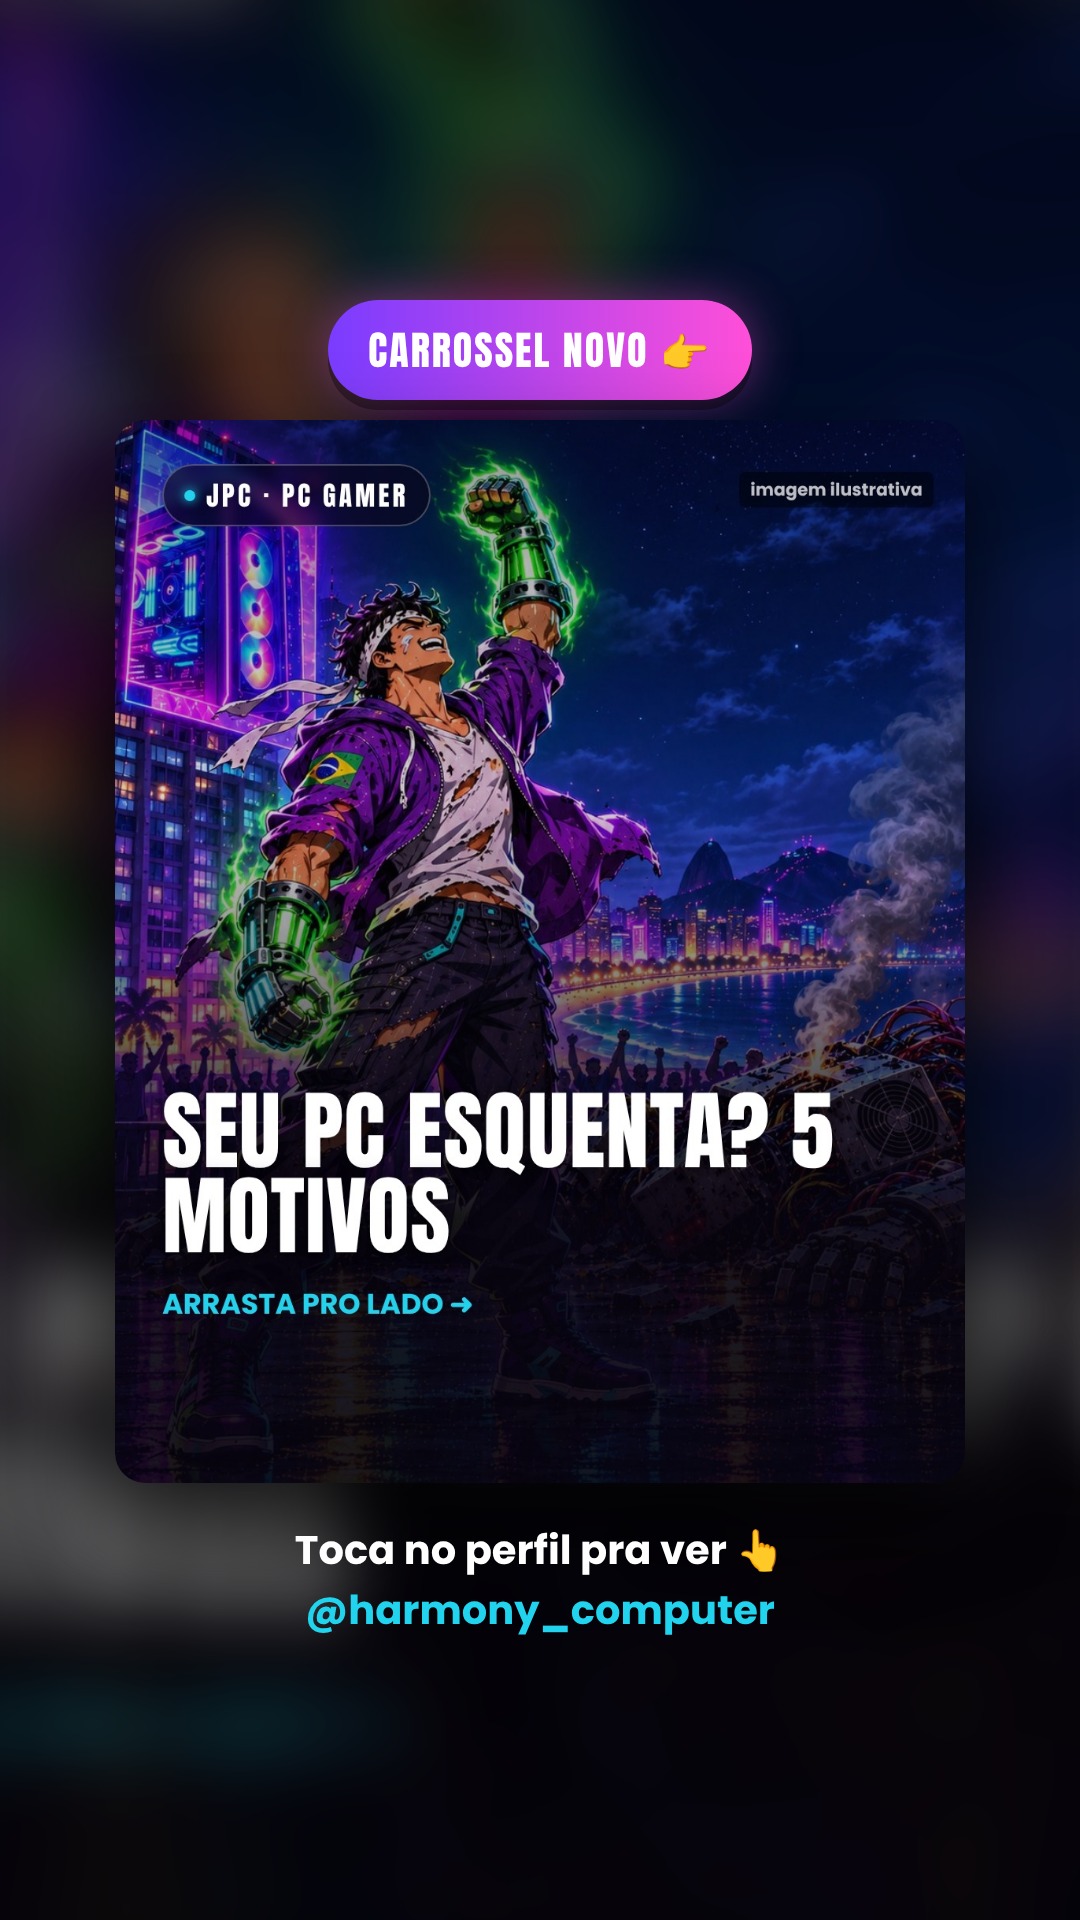 CARROSSEL NOVO 👉
JPC · PC GAMER
imagem ilustrativa
SEU PC ESQUENTA? 5
MOTIVOS
ARRASTA PRO LADO ➜
Toca no perfil pra ver 👆
@harmony_computer